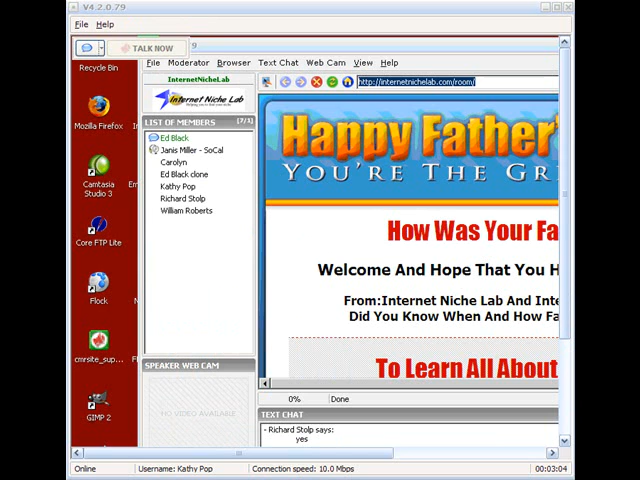 V4.2.0.79
File Help
TALK NOW
9
Recycle Bin
Mozilla Firefox
Camtasia
Studio 3
Core FTP Lite
Flock
cmrsite_sup...
GIMP 2
File Moderator Browser Text Chat Web Cam View Help
InternetNicheLab
Internet Niche Lab
http://internetnichelab.com/room/
LIST OF MEMBERS [7/1]
Ed Black
Janis Miller - SoCal
Carolyn
Ed Black clone
Kathy Pop
Richard Stolp
William Roberts
Happy Father'
YOU'RE THE GR
How Was Your Fa
Welcome And Hope That You H
From:Internet Niche Lab And Inte
Did You Know When And How Fa
To Learn All About
SPEAKER WEB CAM
NO VIDEO AVAILABLE
0% Done
TEXT CHAT
- Richard Stolp says:
yes
Online Username: Kathy Pop Connection speed: 10.0 Mbps 00:03:04